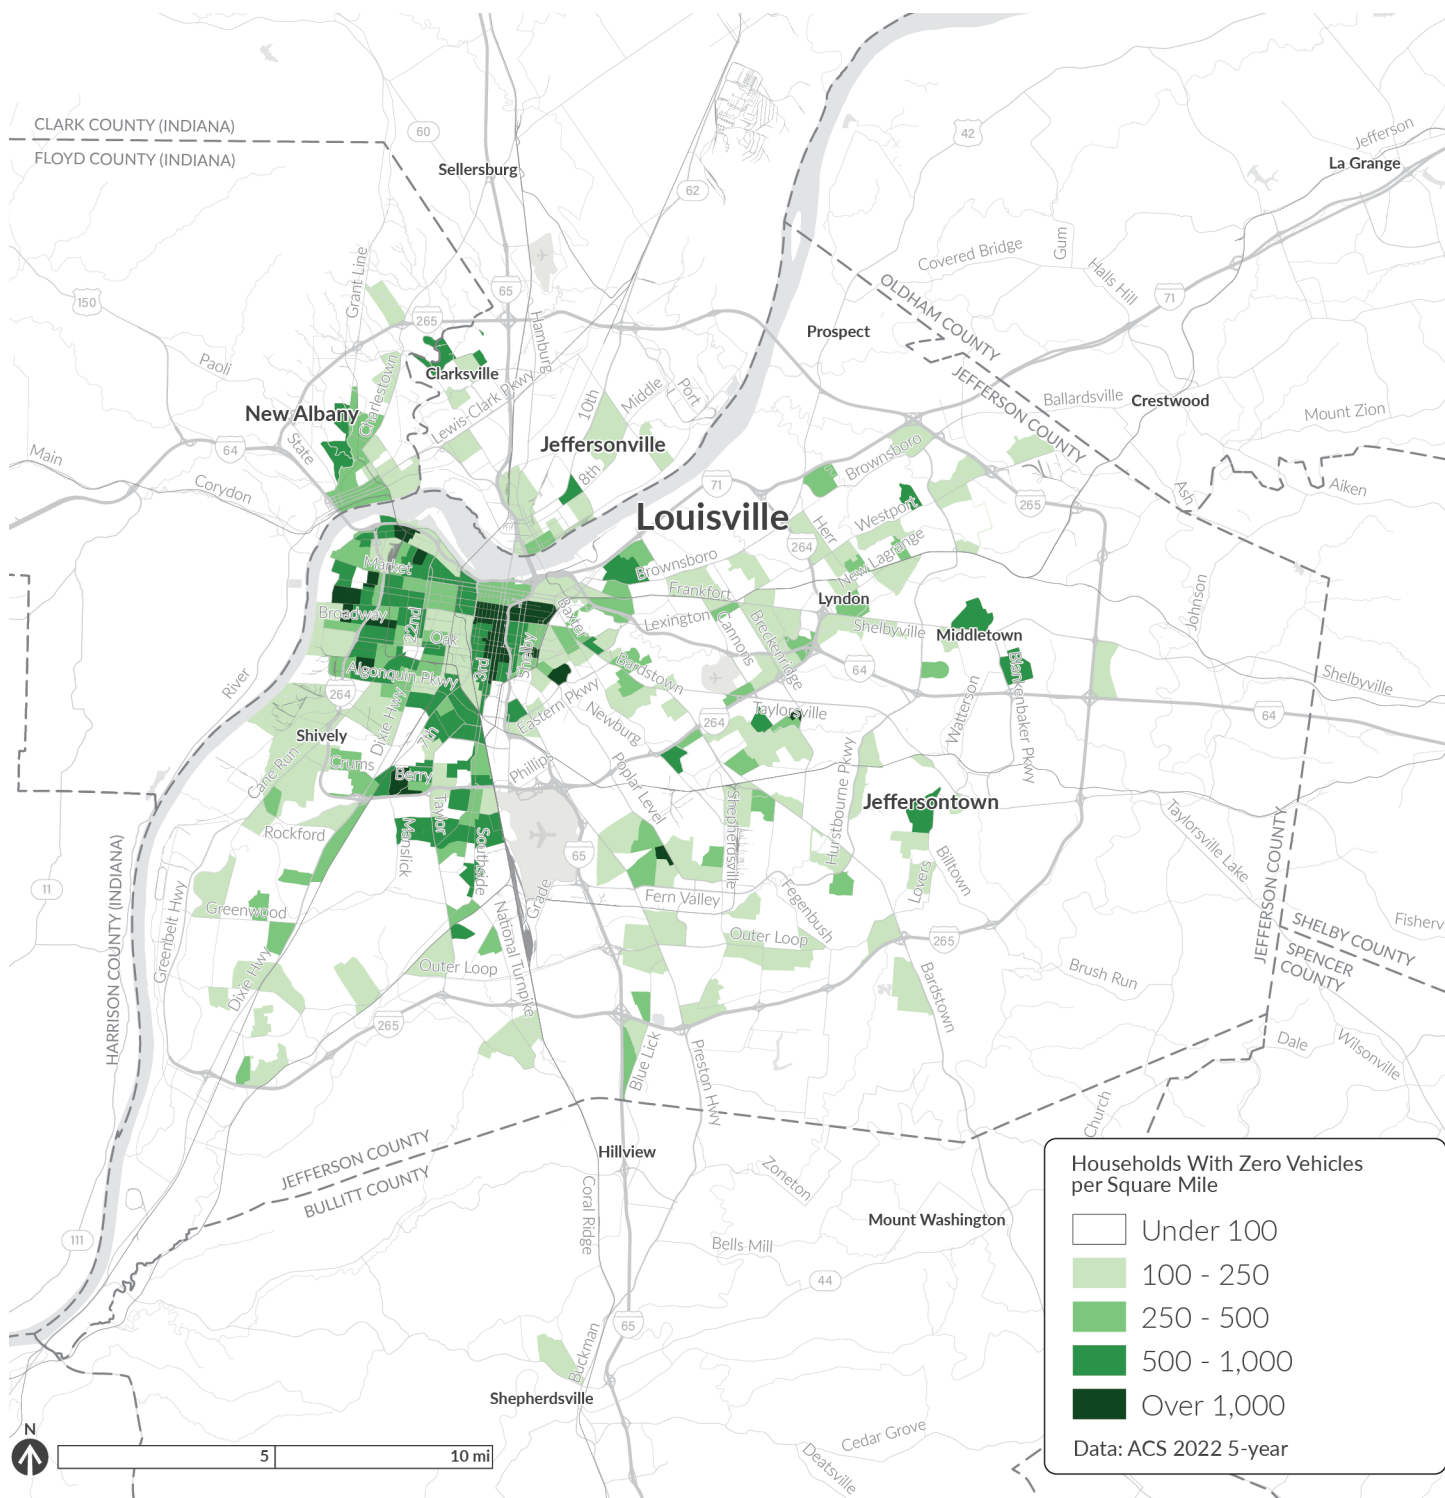 CLARK COUNTY (INDIANA)
FLOYD COUNTY (INDIANA)
60
Sellersburg
62
42
Jefferson
La Grange
Grant Line
150
65
265
Hamburg
Covered Bridge
Gum
Halls Hill
71
OLDHAM COUNTY
JEFFERSON COUNTY
Prospect
Paoli
Clarksville
Charlestown
Lewis-Clark Pkwy
10th
Middle
Port
Ballardsville
Crestwood
Mount Zion
New Albany
State
64
Main
Corydon
Jeffersonville
8th
71
Brownsboro
Westport
265
Ash
Aiken
Louisville
Herr
264
New Lagrange
Market
Brownsboro
Frankfort
Lyndon
Lexington
Cannons
Breckenridge
Shelbyville
Middletown
Johnson
Broadway
22nd
Oak
Baxter
Shelby
3rd
Algonquin Pkwy
Bardstown
64
Blankenbaker Pkwy
Watterson
Shelbyville
64
River
264
Dixie Hwy
Eastern Pkwy
Newburg
264
Taylorsville
Shively
7th
Crums
Berry
Cane Run
Phillips
Poplar Level
Hurstbourne Pkwy
Jeffersontown
Taylor
Rockford
Manslick
Southside
Shepherdsville
65
Billtown
Lovers
Taylorsville Lake
JEFFERSON COUNTY
SHELBY COUNTY
SPENCER
COUNTY
Fisherv
11
HARRISON COUNTY (INDIANA)
Greenbelt Hwy
Greenwood
Grade
Fern Valley
Fegenbush
National Turnpike
Outer Loop
Outer Loop
265
Dixie Hwy
Bardstown
Brush Run
265
Blue Lick
Preston Hwy
Dale
Wilsonville
Church
JEFFERSON COUNTY
BULLITT COUNTY
Hillview
Zoneton
Coral Ridge
Mount Washington
111
Bells Mill
44
65
Buckman
Shepherdsville
Cedar Grove
Deatsville
N
5
10 mi
Households With Zero Vehicles
per Square Mile
Under 100
100 - 250
250 - 500
500 - 1,000
Over 1,000
Data: ACS 2022 5-year